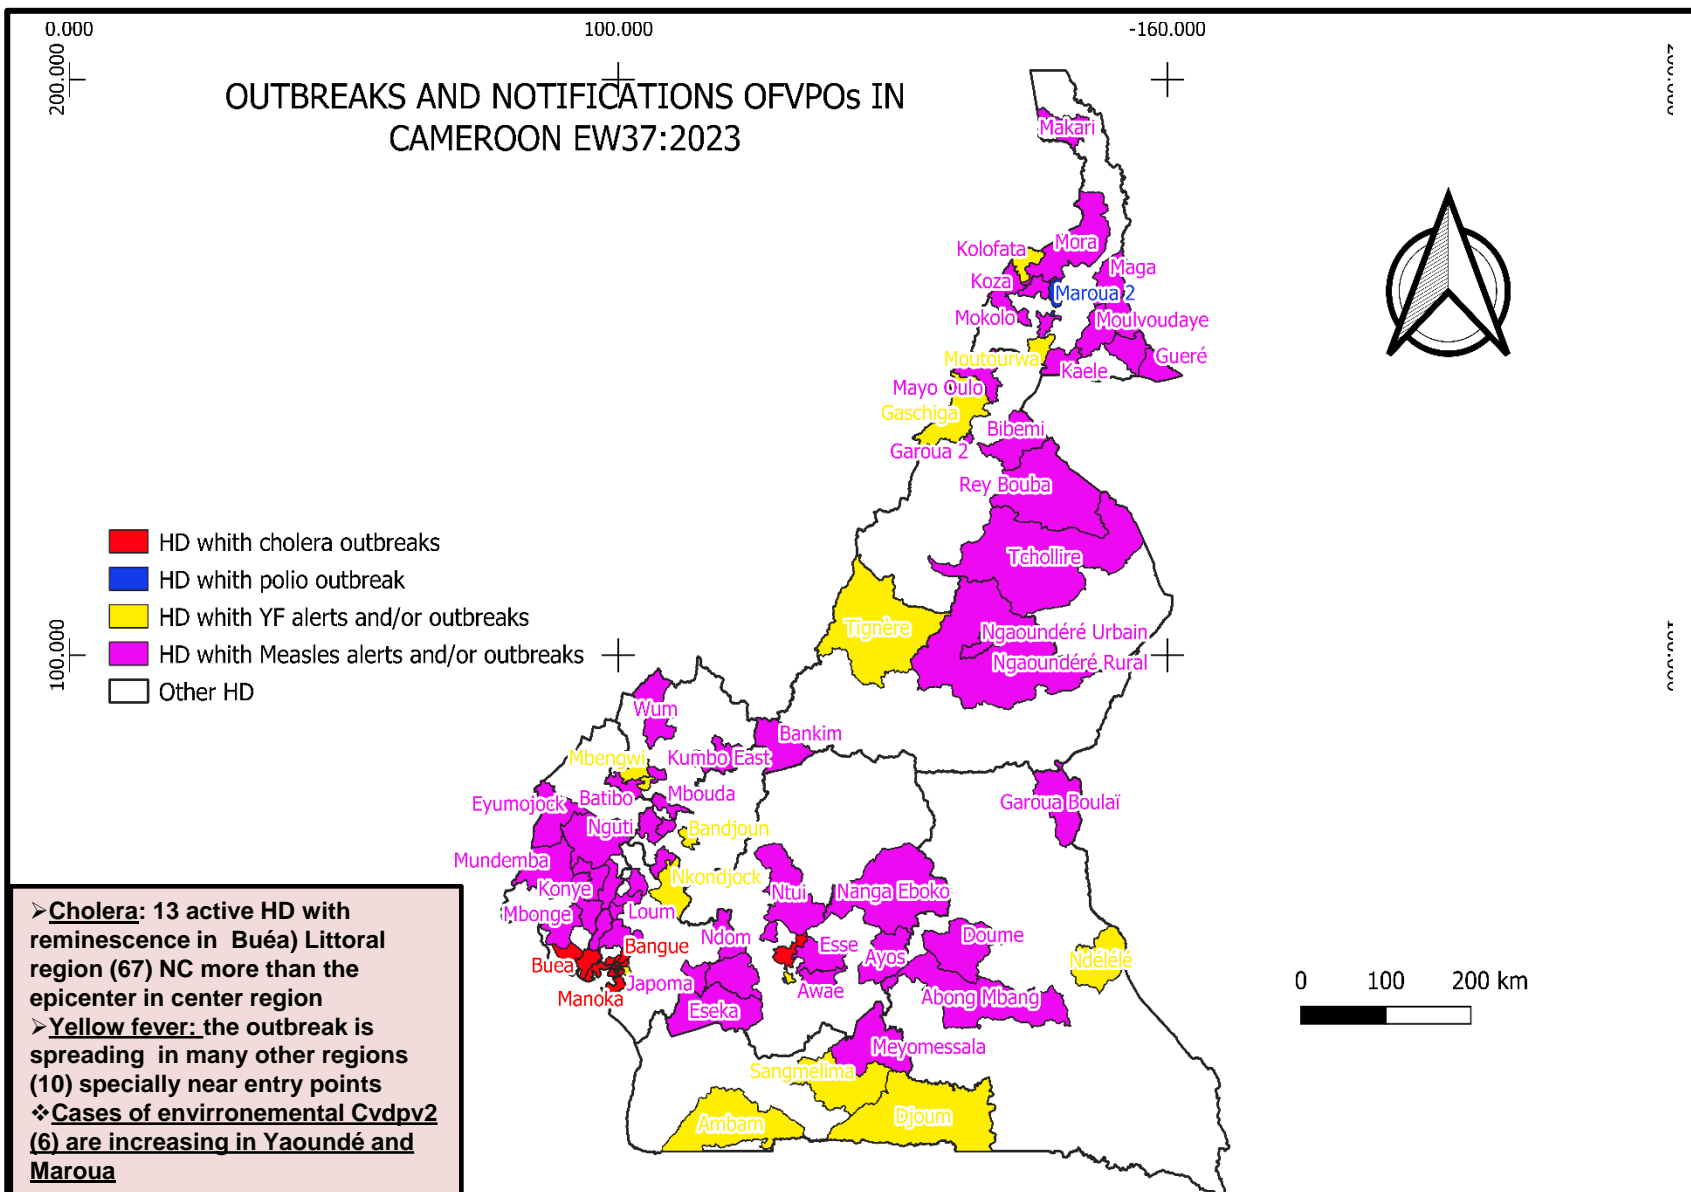 0.000
100.000
-160.000
200.000
200.000
OUTBREAKS AND NOTIFICATIONS OFVPOs IN
CAMEROON EW37:2023
Makari
Kolofata
Mora
Maga
Koza
Maroua 2
Mokolo
Moulvoudaye
Moutourwa
Gueré
Kaele
Mayo Oulo
Gaschiga
Bibemi
Garoua 2
Rey Bouba
HD whith cholera outbreaks
HD whith polio outbreak
HD whith YF alerts and/or outbreaks
HD whith Measles alerts and/or outbreaks
Other HD
Tchollire
Tignère
Ngaoundéré Urbain
Ngaoundéré Rural
100.000
100.000
Wum
Bankim
Mbengwi
Kumbo East
Batibo
Mbouda
Eyumojock
Garoua Boulaï
Nguti
Bandjoun
Mundemba
Nkondjock
Konye
Ntui
Nanga Eboko
Mbonge
Loum
Ndom
Doume
Bangue
Esse
Ayos
Ndélélé
Buea
Japoma
Manoka
Awae
Abong Mbang
Eseka
Meyomessala
Sangmelima
Ambam
Djoum
0 100 200 km
➢Cholera: 13 active HD with
reminescence in Buéa) Littoral
region (67) NC more than the
epicenter in center region
➢Yellow fever: the outbreak is
spreading in many other regions
(10) specially near entry points
❖Cases of envirronemental Cvdpv2
(6) are increasing in Yaoundé and
Maroua